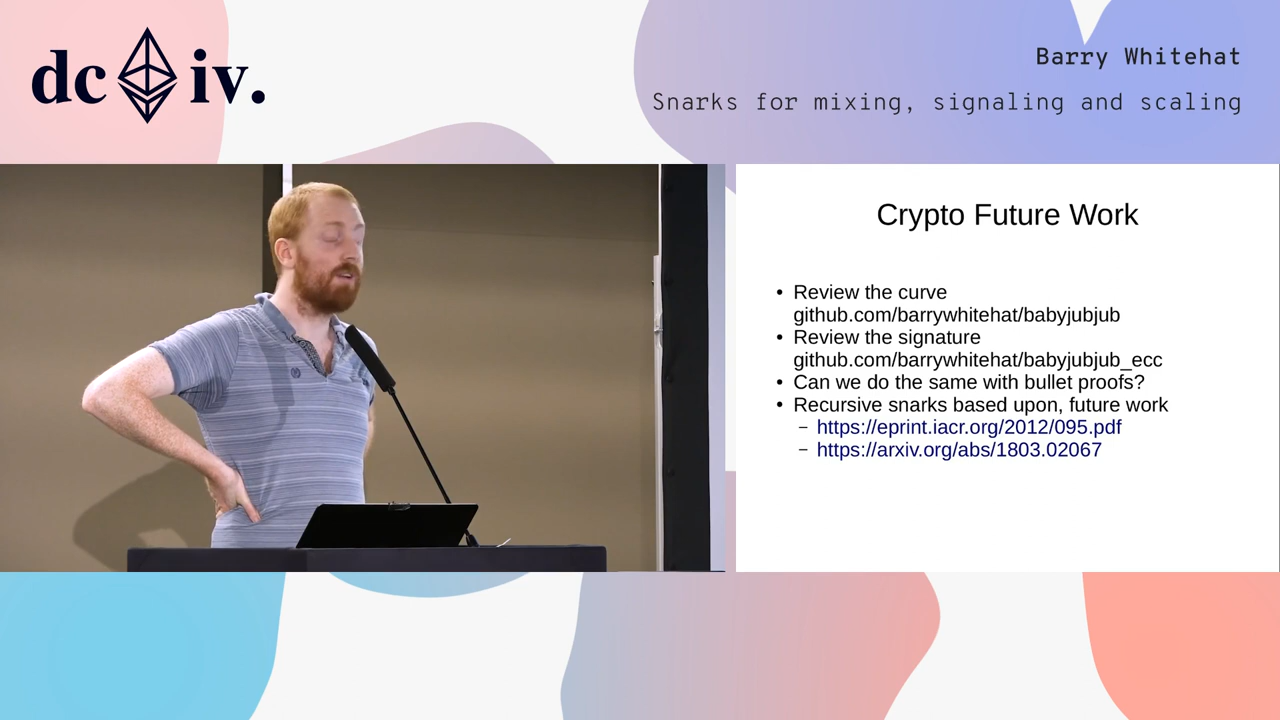 dc iv.
Barry Whitehat
Snarks for mixing, signaling and scaling
Crypto Future Work
• Review the curve
github.com/barrywhitehat/babyjubjub
• Review the signature
github.com/barrywhitehat/babyjubjub_ecc
• Can we do the same with bullet proofs?
• Recursive snarks based upon, future work
– https://eprint.iacr.org/2012/095.pdf
– https://arxiv.org/abs/1803.02067